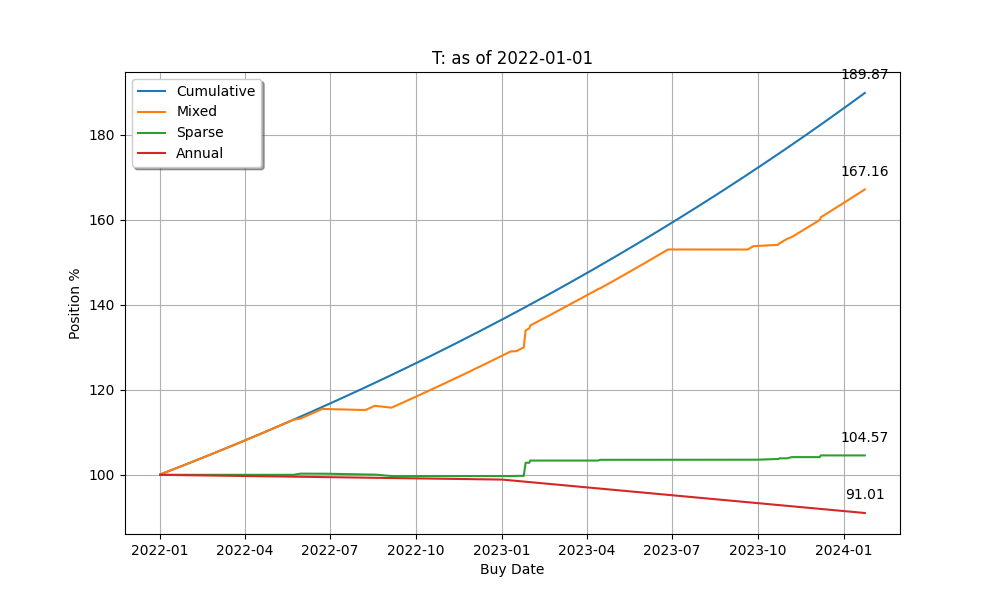 T: as of 2022-01-01
Cumulative
Mixed
Sparse
Annual
189.87
167.16
104.57
91.01
180
160
140
120
100
Position %
2022-01 2022-04 2022-07 2022-10 2023-01 2023-04 2023-07 2023-10 2024-01
Buy Date